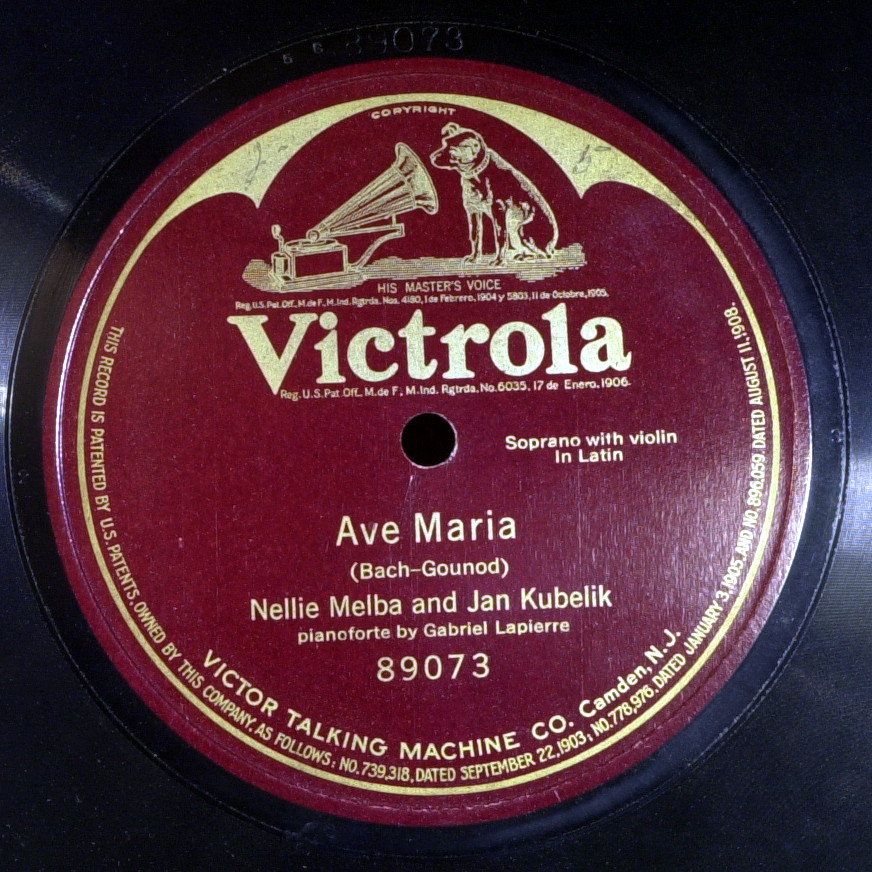 89073
COPYRIGHT
HIS MASTER'S VOICE
Reg.U.S.Pat.Off., M.de F., M.Ind. Rgtrda. Nos. 4180, 1 de Febrero, 1904 y 5803, 11 de Octobre, 1905.
Victrola
Reg.U.S.Pat.Off. M.de F., M.Ind. Rgtrda. No.6035, 17 de Enero, 1906.
Soprano with violin
In Latin
Ave Maria
(Bach–Gounod)
Nellie Melba and Jan Kubelik
pianoforte by Gabriel Lapierre
89073
VICTOR TALKING MACHINE CO. Camden, N.J.
THIS RECORD IS PATENTED BY U.S. PATENTS, OWNED BY THIS COMPANY, AS FOLLOWS: NO.739,318, DATED SEPTEMBER 22, 1903; NO.778,976, DATED JANUARY 3, 1905, AND NO.896,059, DATED AUGUST 11, 1908.